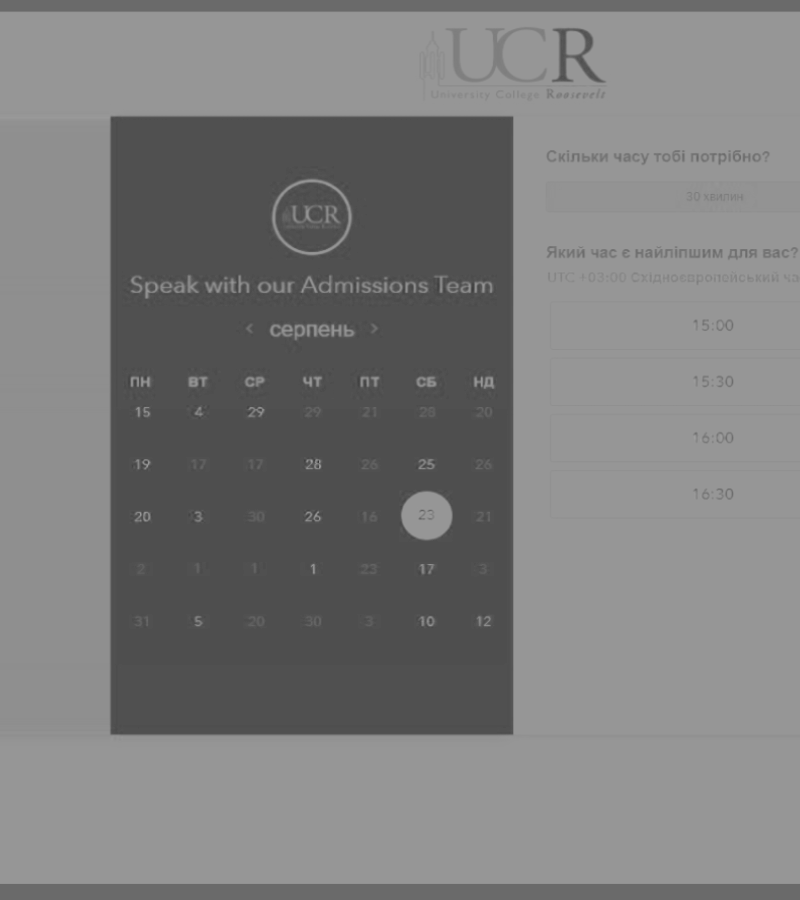 UCR
University College Roosevelt
UCR
Speak with our Admissions Team
< серпень >
ПН ВТ СР ЧТ ПТ СБ НД
15 4 29 29 21 28 20
19 17 17 28 26 25 26
20 3 30 26 16 23 21
2 1 1 1 23 17 3
31 5 20 30 3 10 12
Скільки часу тобі потрібно?
30 хвилин
Який час є найліпшим для вас?
UTC +03:00 Східноєвропейський
15:00
15:30
16:00
16:30